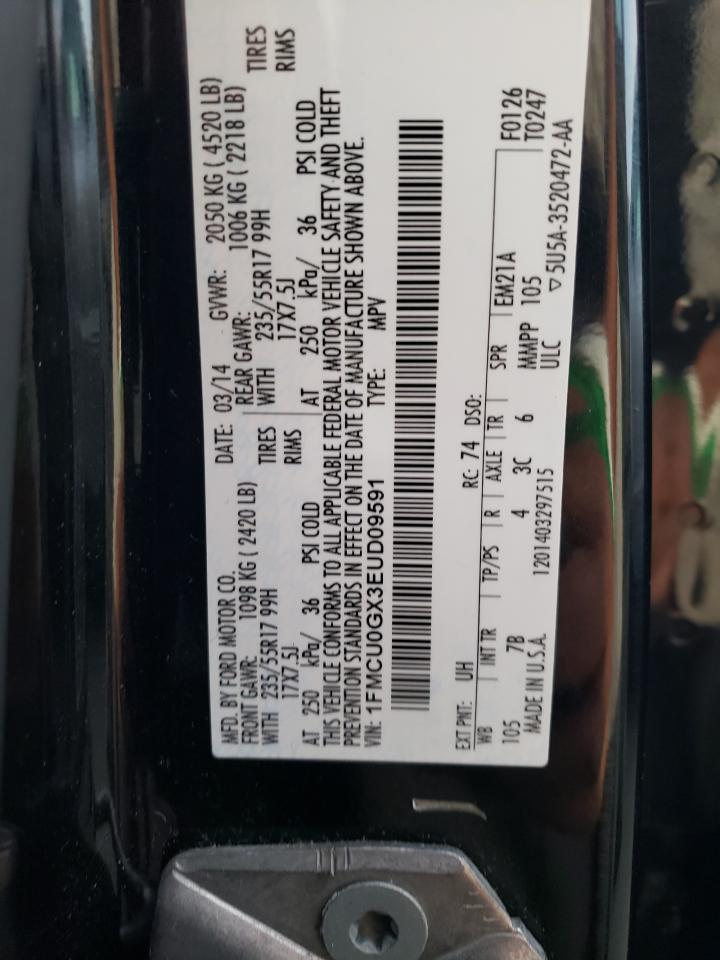 MFD. BY FORD MOTOR CO.
DATE: 03/14 GVWR: 2050 KG ( 4520 LB)
FRONT GAWR: 1098 KG ( 2420 LB) REAR GAWR: 1006 KG ( 2218 LB)
WITH 235/55R17 99H TIRES WITH 235/55R17 99H TIRES
17X7.5J RIMS 17X7.5J RIMS
AT 250 kPa/ 36 PSI COLD AT 250 kPa/ 36 PSI COLD
THIS VEHICLE CONFORMS TO ALL APPLICABLE FEDERAL MOTOR VEHICLE SAFETY AND THEFT
PREVENTION STANDARDS IN EFFECT ON THE DATE OF MANUFACTURE SHOWN ABOVE.
VIN: 1FMCU0GX3EUD09591 TYPE: MPV
EXT PNT: UH RC: 74 DSO:
WB INT TR TP/PS R AXLE TR SPR EM21A F0126
105 7B 4 3C 6 MMPP 105 T0247
MADE IN U.S.A. 1201403297515 ULC ▽5U5A-3520472-AA